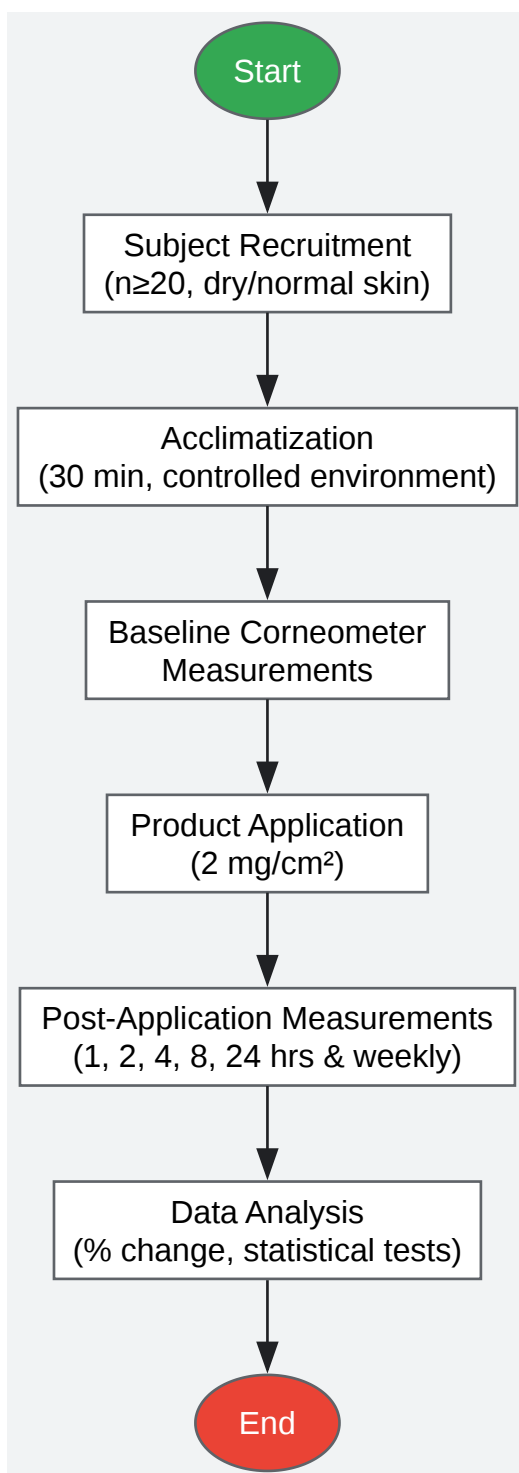 Start
Subject Recruitment
(n≥20, dry/normal skin)
Acclimatization
(30 min, controlled environment)
Baseline Corneometer
Measurements
Product Application
(2 mg/cm²)
Post-Application Measurements
(1, 2, 4, 8, 24 hrs & weekly)
Data Analysis
(% change, statistical tests)
End